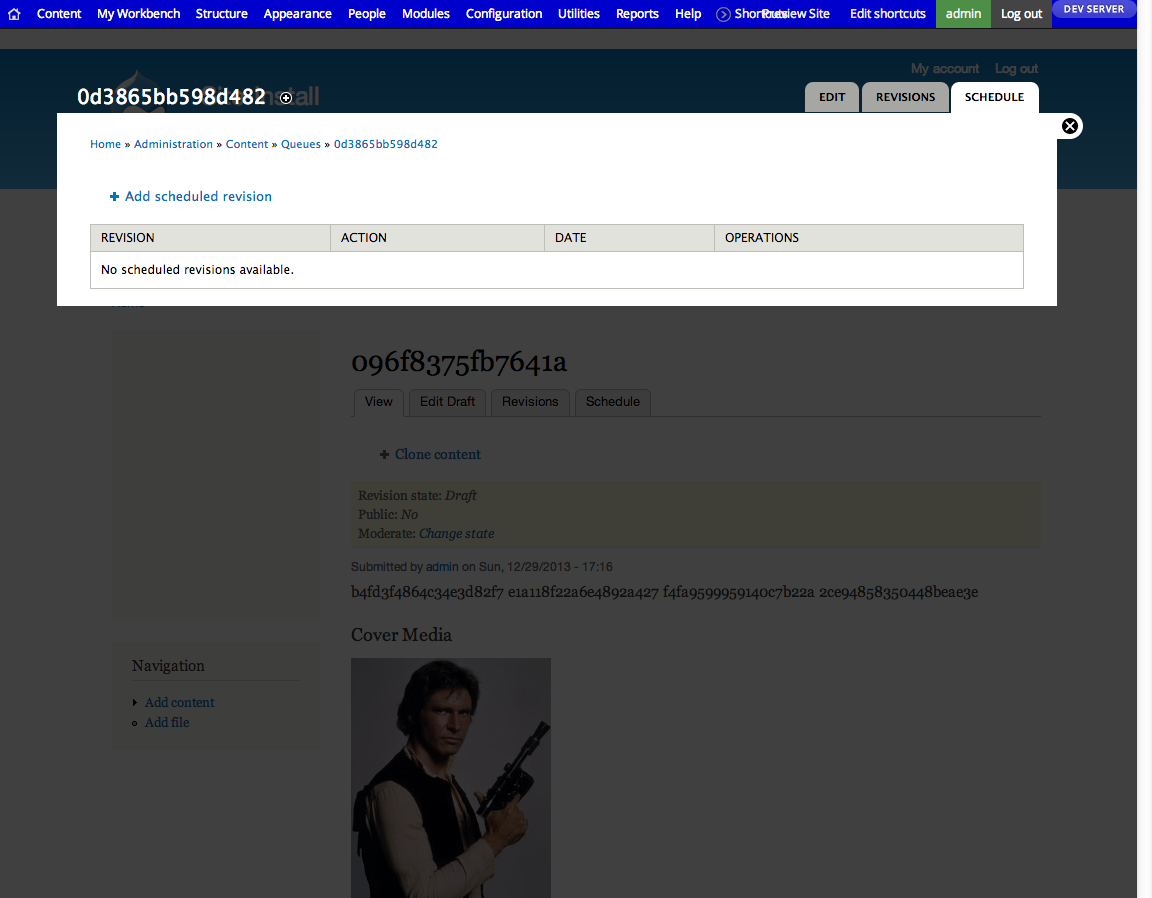 Content My Workbench Structure Appearance People Modules Configuration Utilities Reports Help Shortcuts Preview Site Edit shortcuts admin Log out DEV SERVER
My account Log out
0d3865bb598d482
EDIT REVISIONS SCHEDULE
Home » Administration » Content » Queues » 0d3865bb598d482
Add scheduled revision
REVISION ACTION DATE OPERATIONS
No scheduled revisions available.
Home
096f8375fb7641a
View Edit Draft Revisions Schedule
Clone content
Revision state: Draft
Public: No
Moderate: Change state
Submitted by admin on Sun, 12/29/2013 - 17:16
b4fd3f4864c34e3d82f7 e1a118f22a6e4892a427 f4fa9599959140c7b22a 2ce94858350448beae3e
Cover Media
Navigation
Add content
Add file